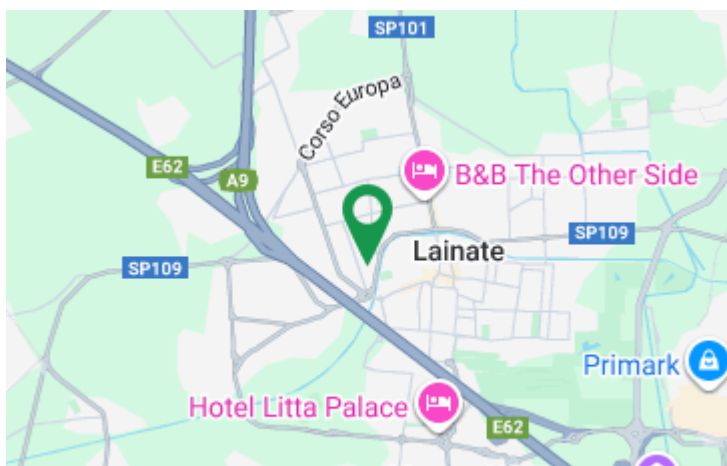 SP101
Corso Europa
E62
A9
B&B The Other Side
SP109
Lainate
SP109
Primark
Hotel Litta Palace
E62